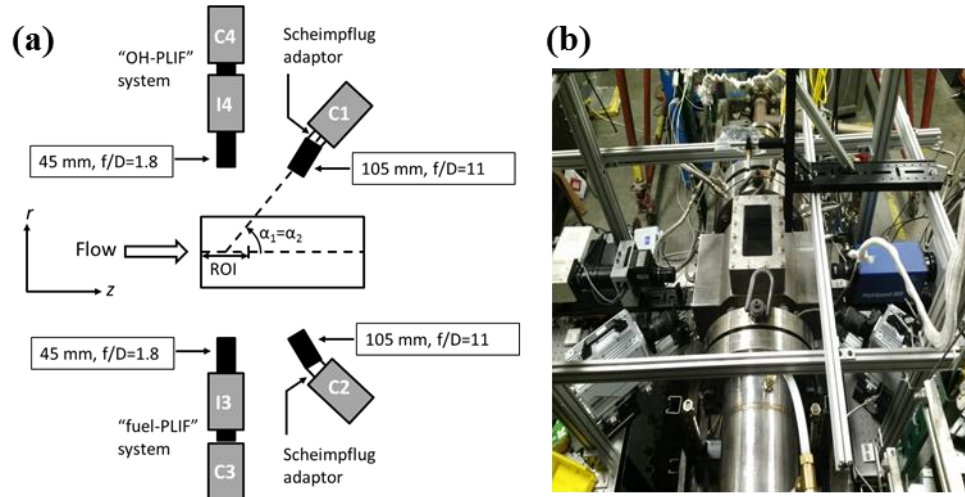 (a)
C4
"OH-PLIF"
system
I4
Scheimpflug
adaptor
C1
45 mm, f/D=1.8
105 mm, f/D=11
r
α₁=α₂
Flow
ROI
z
45 mm, f/D=1.8
105 mm, f/D=11
I3
C2
"fuel-PLIF"
system
C3
Scheimpflug
adaptor
(b)